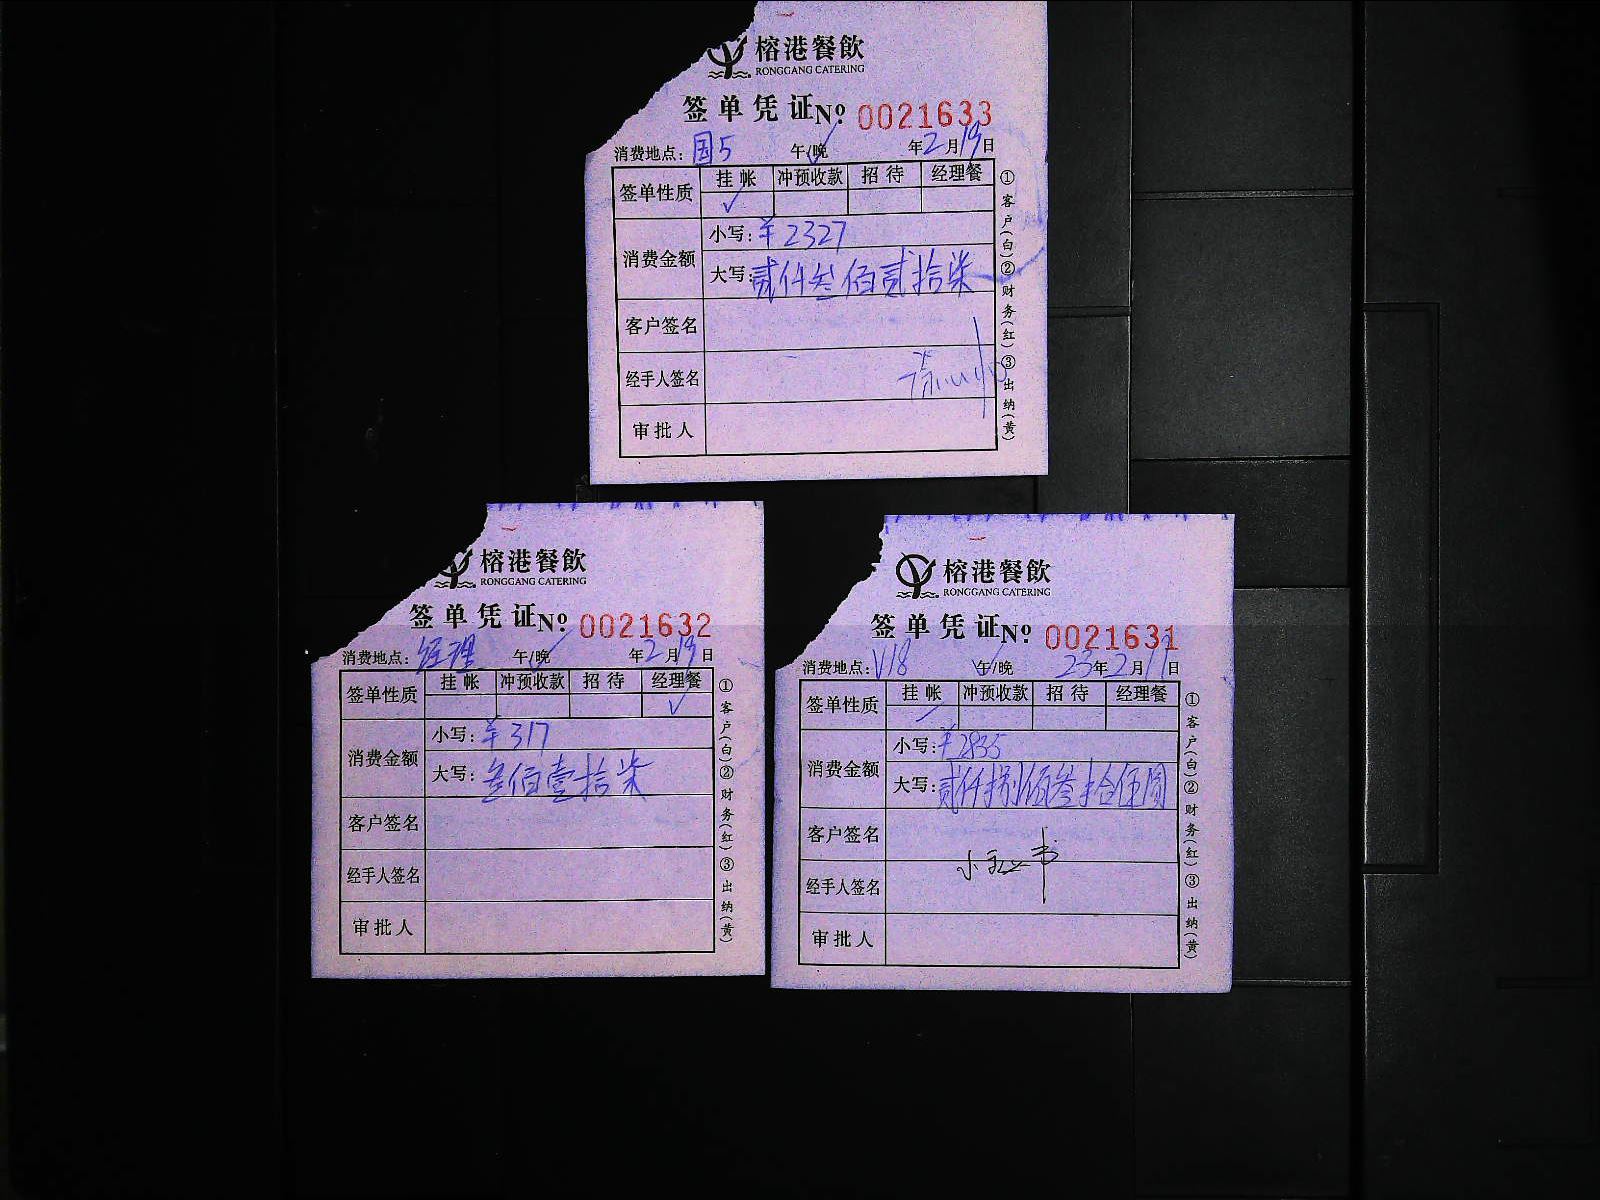 榕港餐飲
RONGGANG CATERING
签单凭证 Nº 0021633
消费地点: 国5 午/晚 年2月19日
签单性质 挂帐 冲预收款 招待 经理餐
✓
消费金额 小写: ¥2327
大写: 贰仟叁佰贰拾柒
客户签名
经手人签名
审批人
①客户(白)②财务(红)③出纳(黄)
榕港餐飲
RONGGANG CATERING
签单凭证 Nº 0021632
消费地点: 经理 午/晚 年2月19日
签单性质 挂帐 冲预收款 招待 经理餐
✓
消费金额 小写: ¥317
大写: 叁佰壹拾柒
客户签名
经手人签名
审批人
①客户(白)②财务(红)③出纳(黄)
榕港餐飲
RONGGANG CATERING
签单凭证 Nº 0021631
消费地点: V18 午/晚 23年2月19日
签单性质 挂帐 冲预收款 招待 经理餐
消费金额 小写: ¥2835
大写: 贰仟捌佰叁拾伍圆
客户签名
经手人签名
审批人
①客户(白)②财务(红)③出纳(黄)